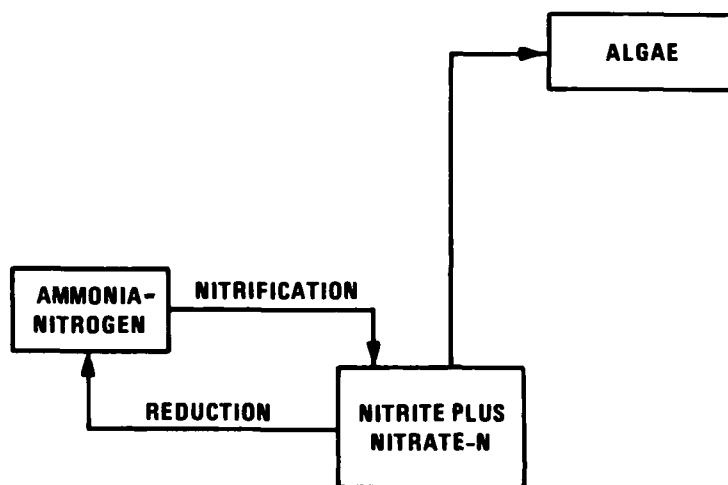 ALGAE
AMMONIA-
NITROGEN
NITRIFICATION
REDUCTION
NITRITE PLUS
NITRATE-N